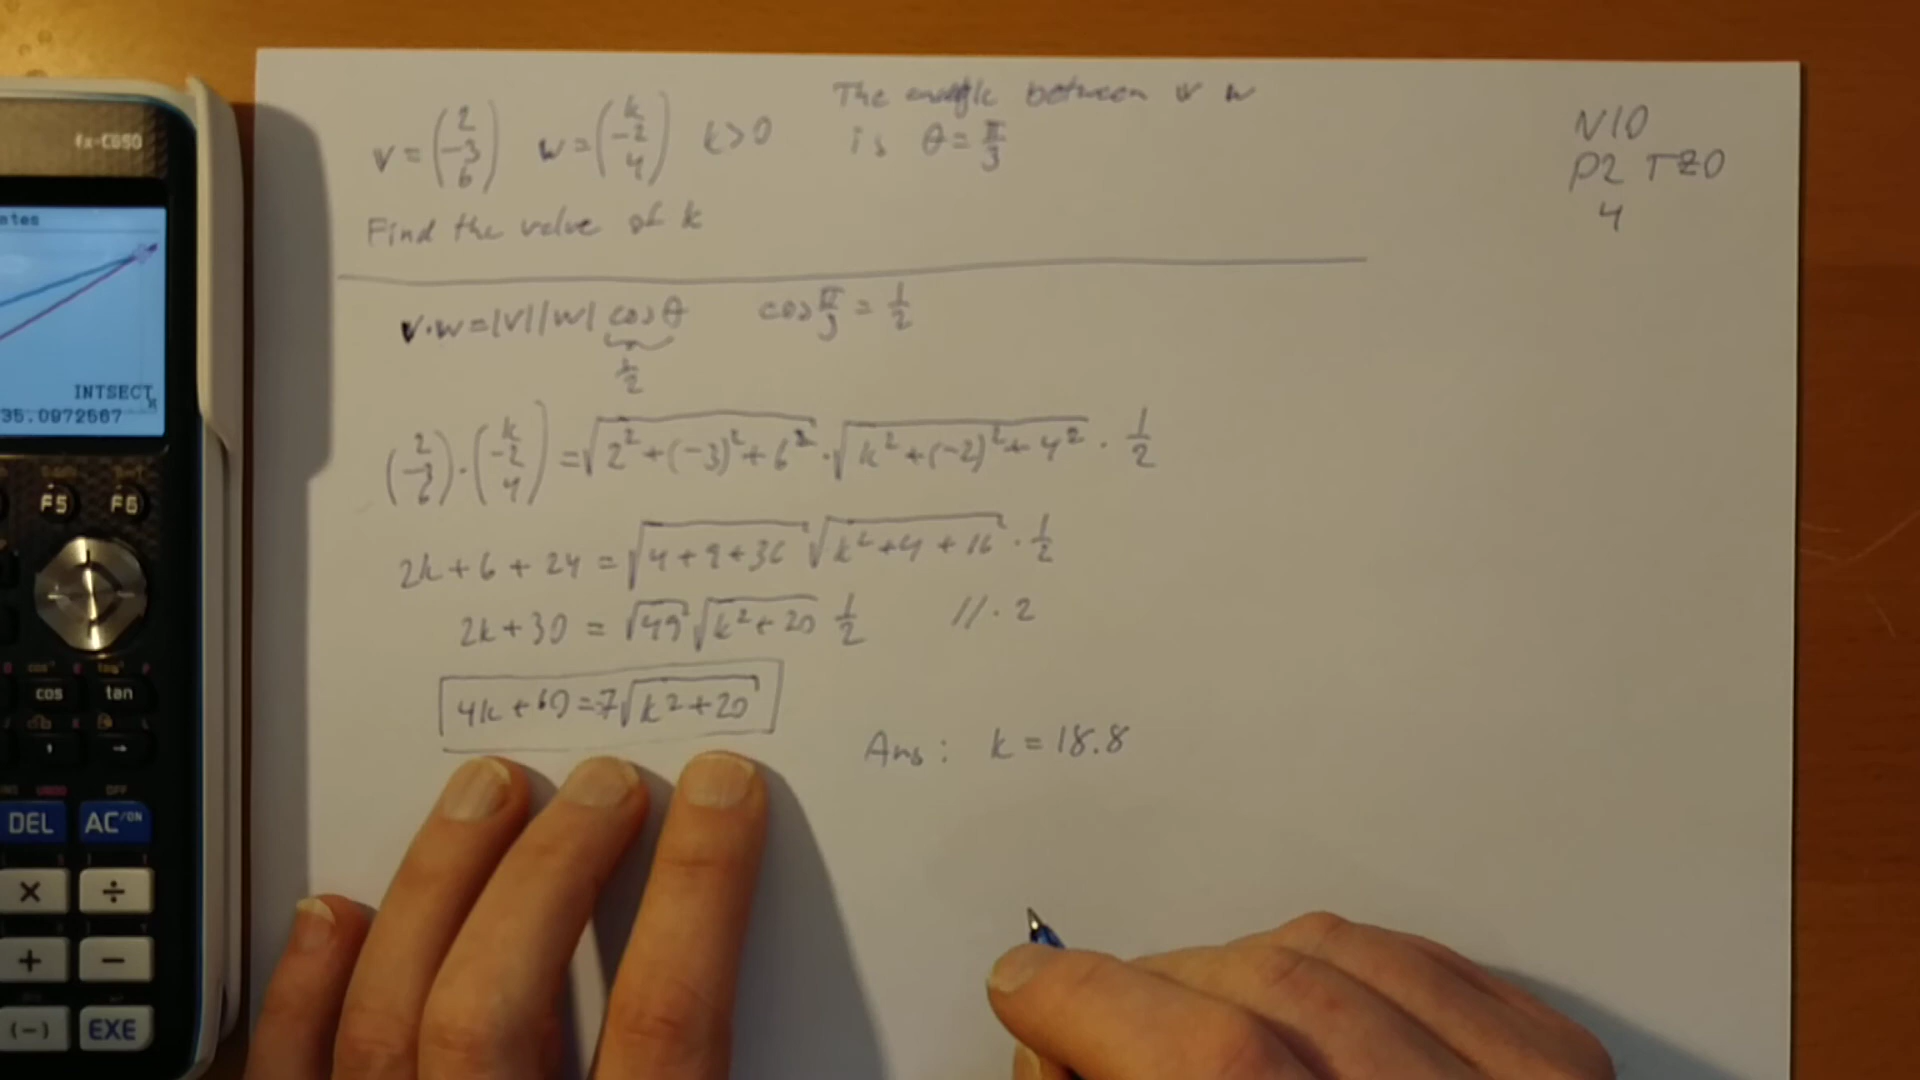 v = (2 -3 6) w = (k -2 4) k > 0 The angle between v w
is θ = π/3
N10
P2 TZ0
4
Find the value of k
v·w = |v||w| cosθ cos π/3 = 1/2
1/2
(2 -3 6) · (k -2 4) = √(2² + (-3)² + 6²) · √(k² + (-2)² + 4²) · 1/2
2k + 6 + 24 = √(4 + 9 + 36) √(k² + 4 + 16) · 1/2
2k + 30 = √49 √(k² + 20) 1/2 // · 2
4k + 60 = 7√(k² + 20)
Ans: k = 18.8
fx-CG50
INTSECT
35.0972567
F5 F6
cos tan
, →
OFF
DEL AC/ON
× ÷
+ −
(−) EXE